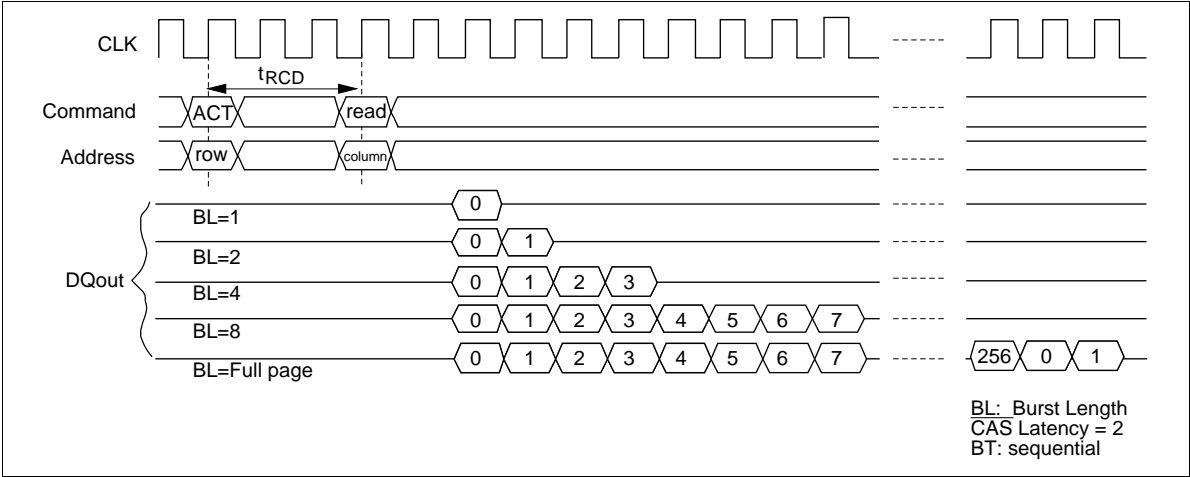 CLK
tRCD
Command ACT read
Address row column
DQout
0
BL=1
0 1
BL=2
0 1 2 3
BL=4
0 1 2 3 4 5 6 7
BL=8
0 1 2 3 4 5 6 7 256 0 1
BL=Full page
BL: Burst Length
CAS Latency = 2
BT: sequential